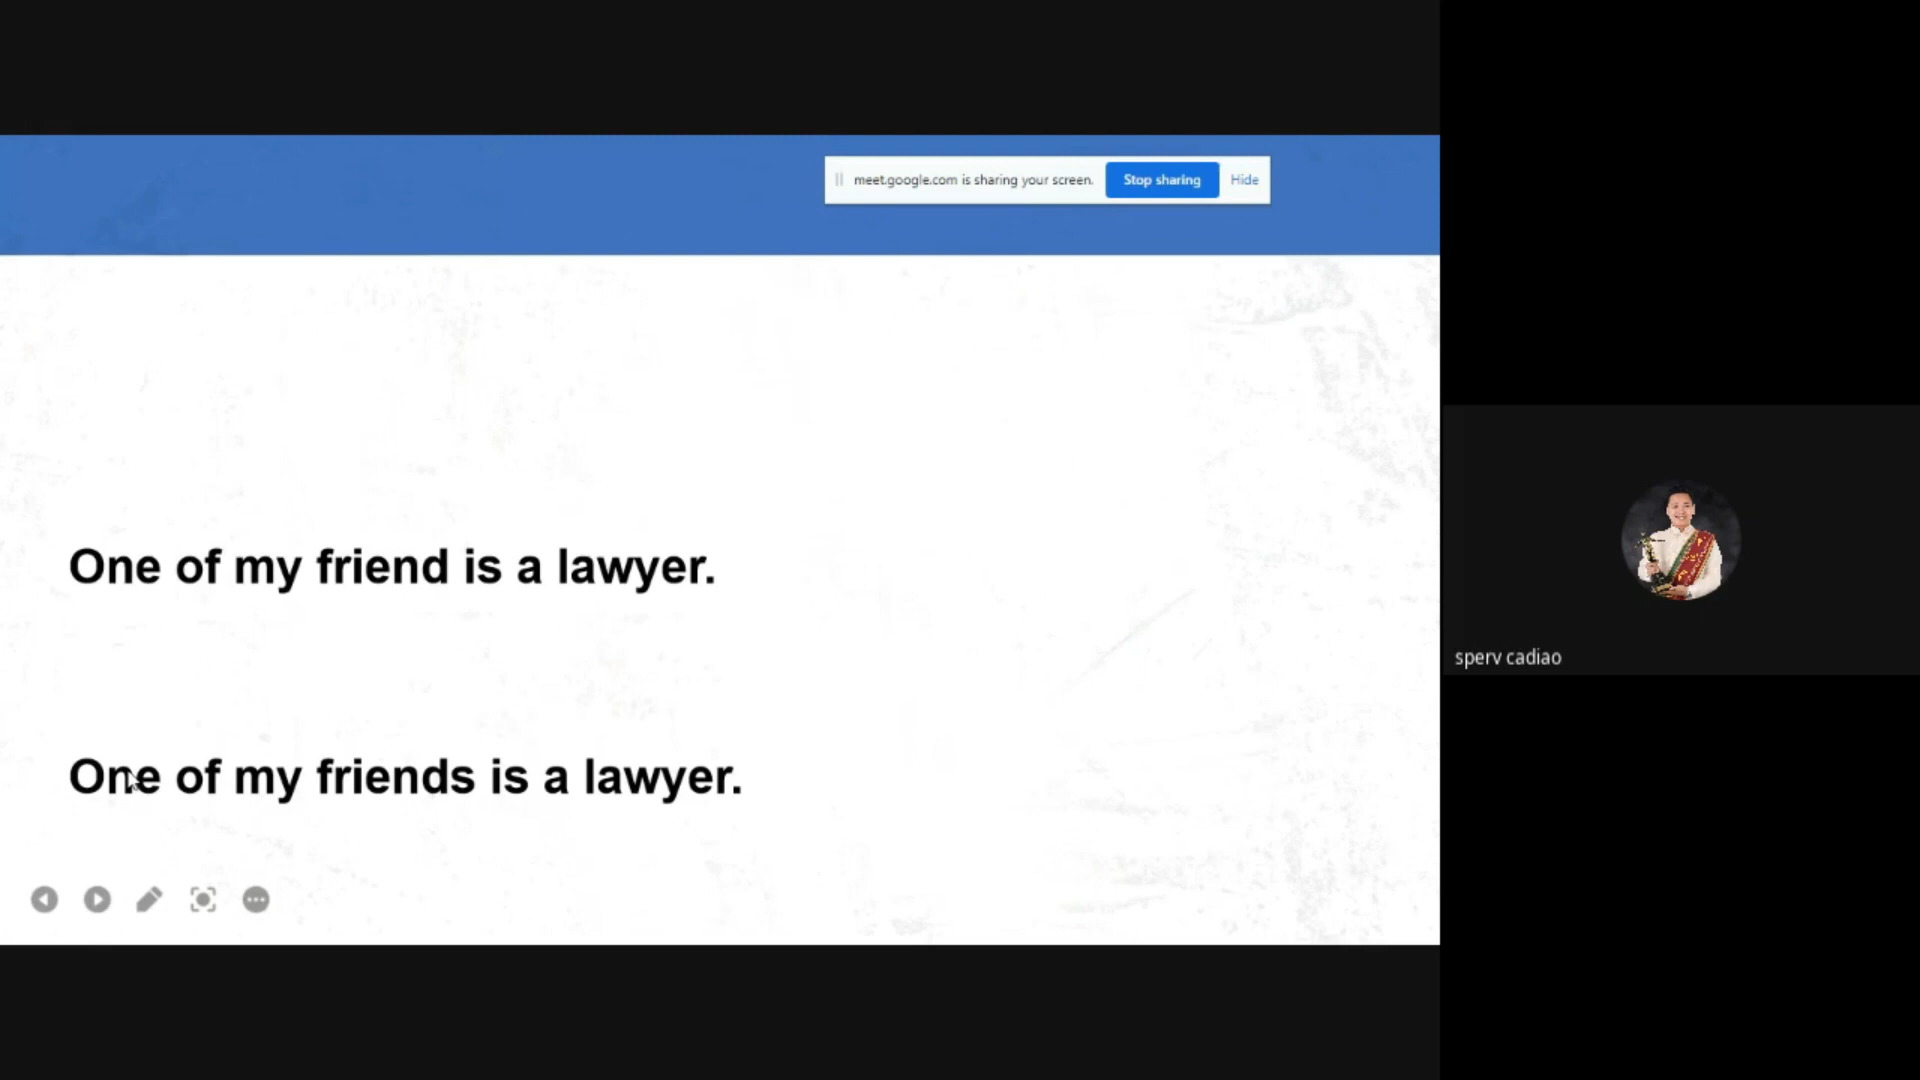 meet.google.com is sharing your screen. Stop sharing Hide
One of my friend is a lawyer.
One of my friends is a lawyer.
sperv cadiao